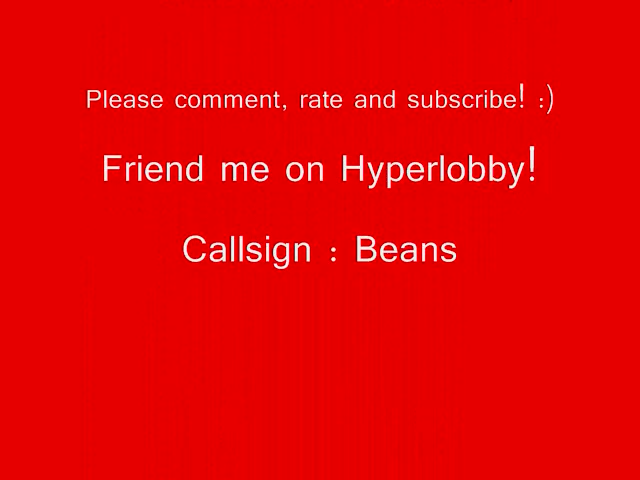 Please comment, rate and subscribe! :)
Friend me on Hyperlobby!
Callsign : Beans